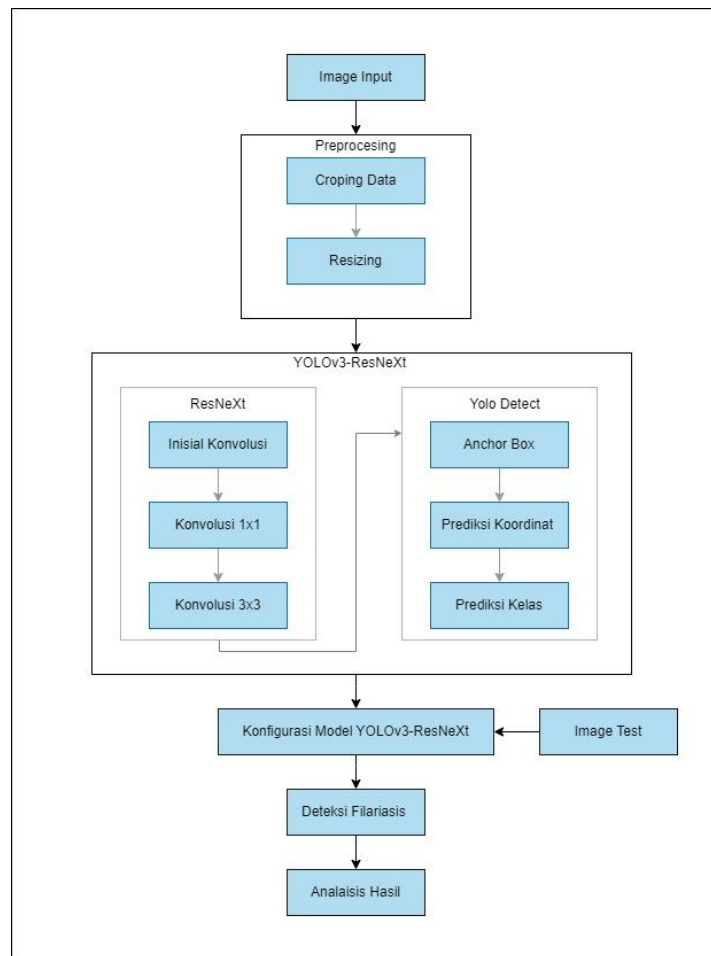 Image Input
Preprocesing
Croping Data
Resizing
YOLOv3-ResNeXt
ResNeXt
Inisial Konvolusi
Konvolusi 1x1
Konvolusi 3x3
Yolo Detect
Anchor Box
Prediksi Koordinat
Prediksi Kelas
Konfigurasi Model YOLOv3-ResNeXt
Image Test
Deteksi Filariasis
Analaisis Hasil